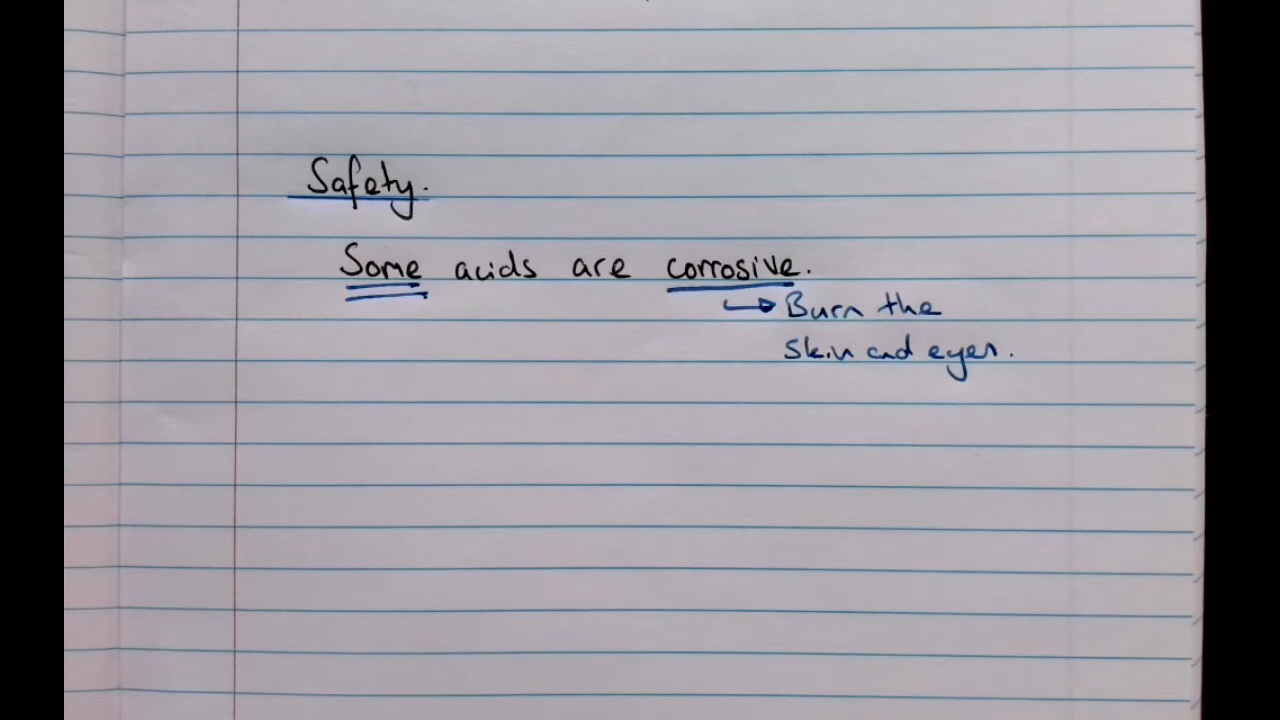 Safety.
Some acids are corrosive.
→ Burn the
skin and eyes.